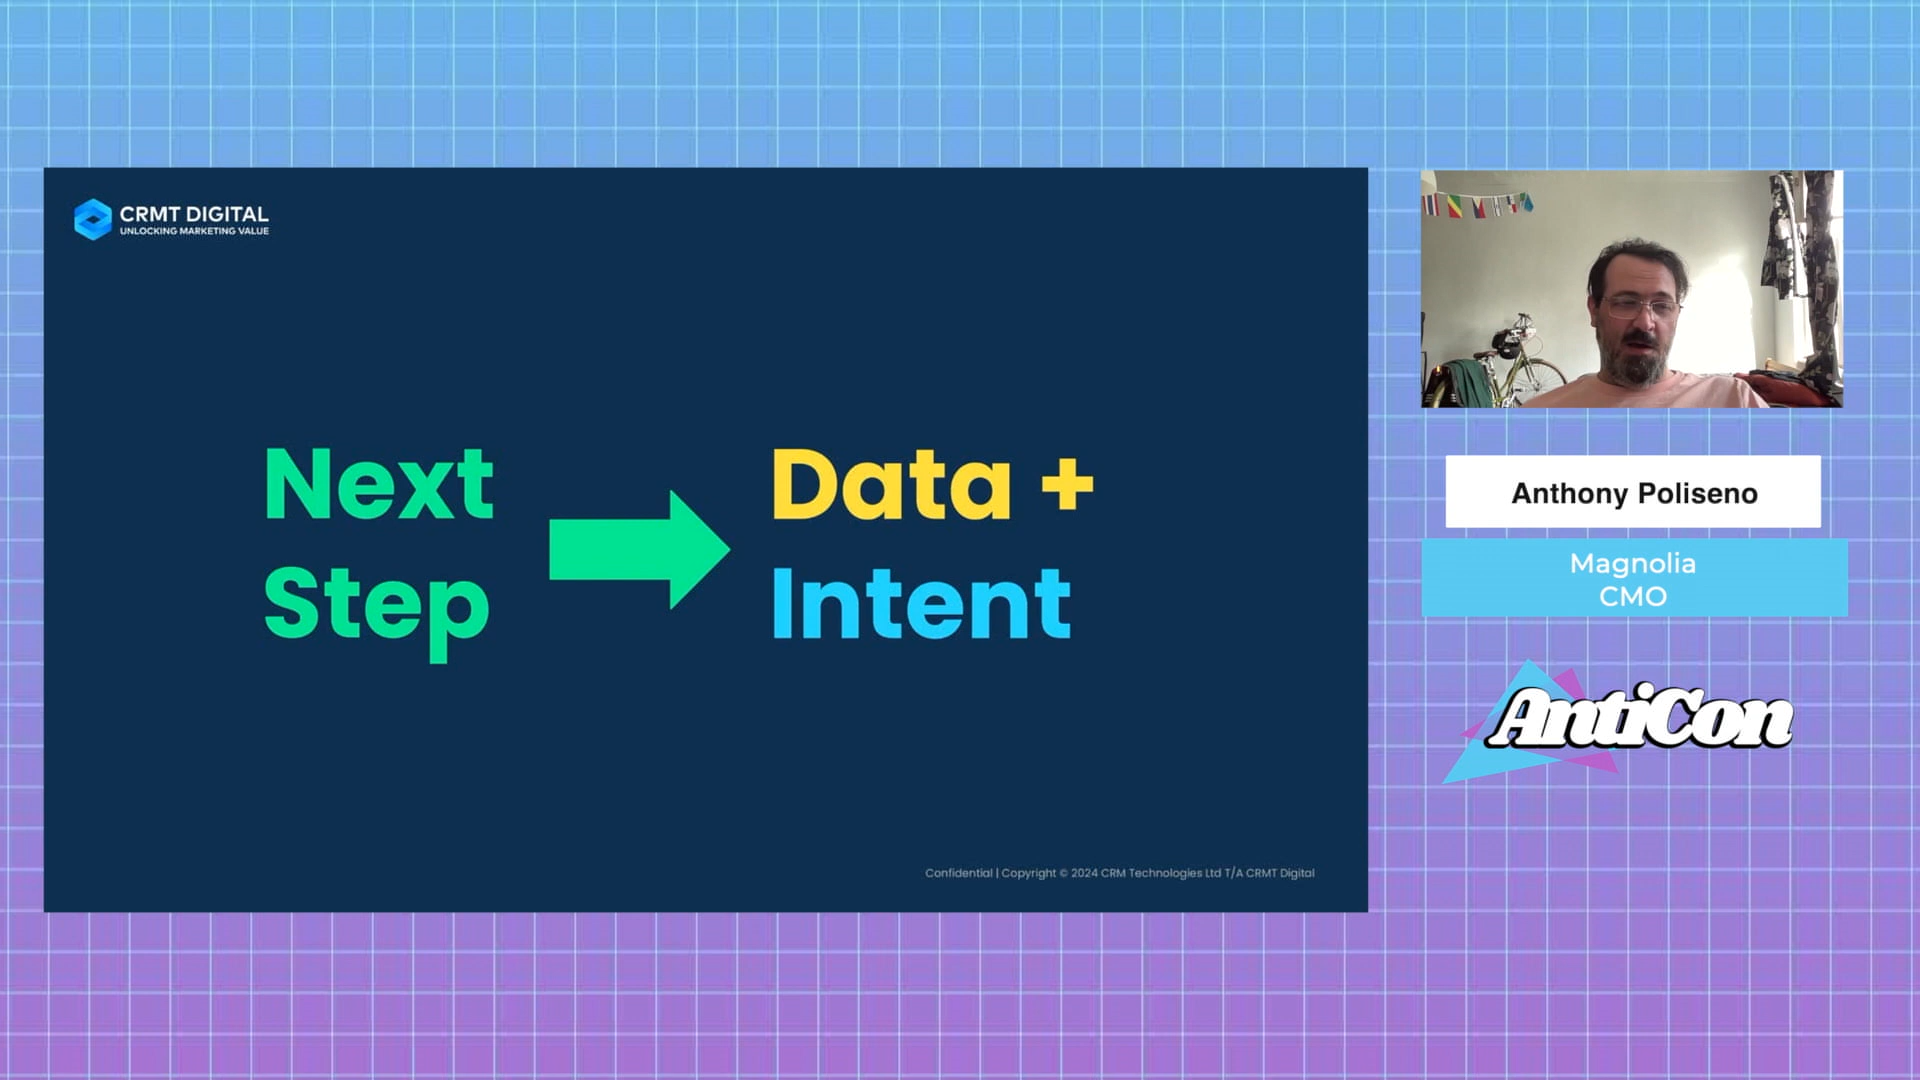 CRMT DIGITAL
UNLOCKING MARKETING VALUE
Next
Step
Data +
Intent
Confidential | Copyright © 2024 CRM Technologies Ltd T/A CRMT Digital
Anthony Poliseno
Magnolia
CMO
AntiCon